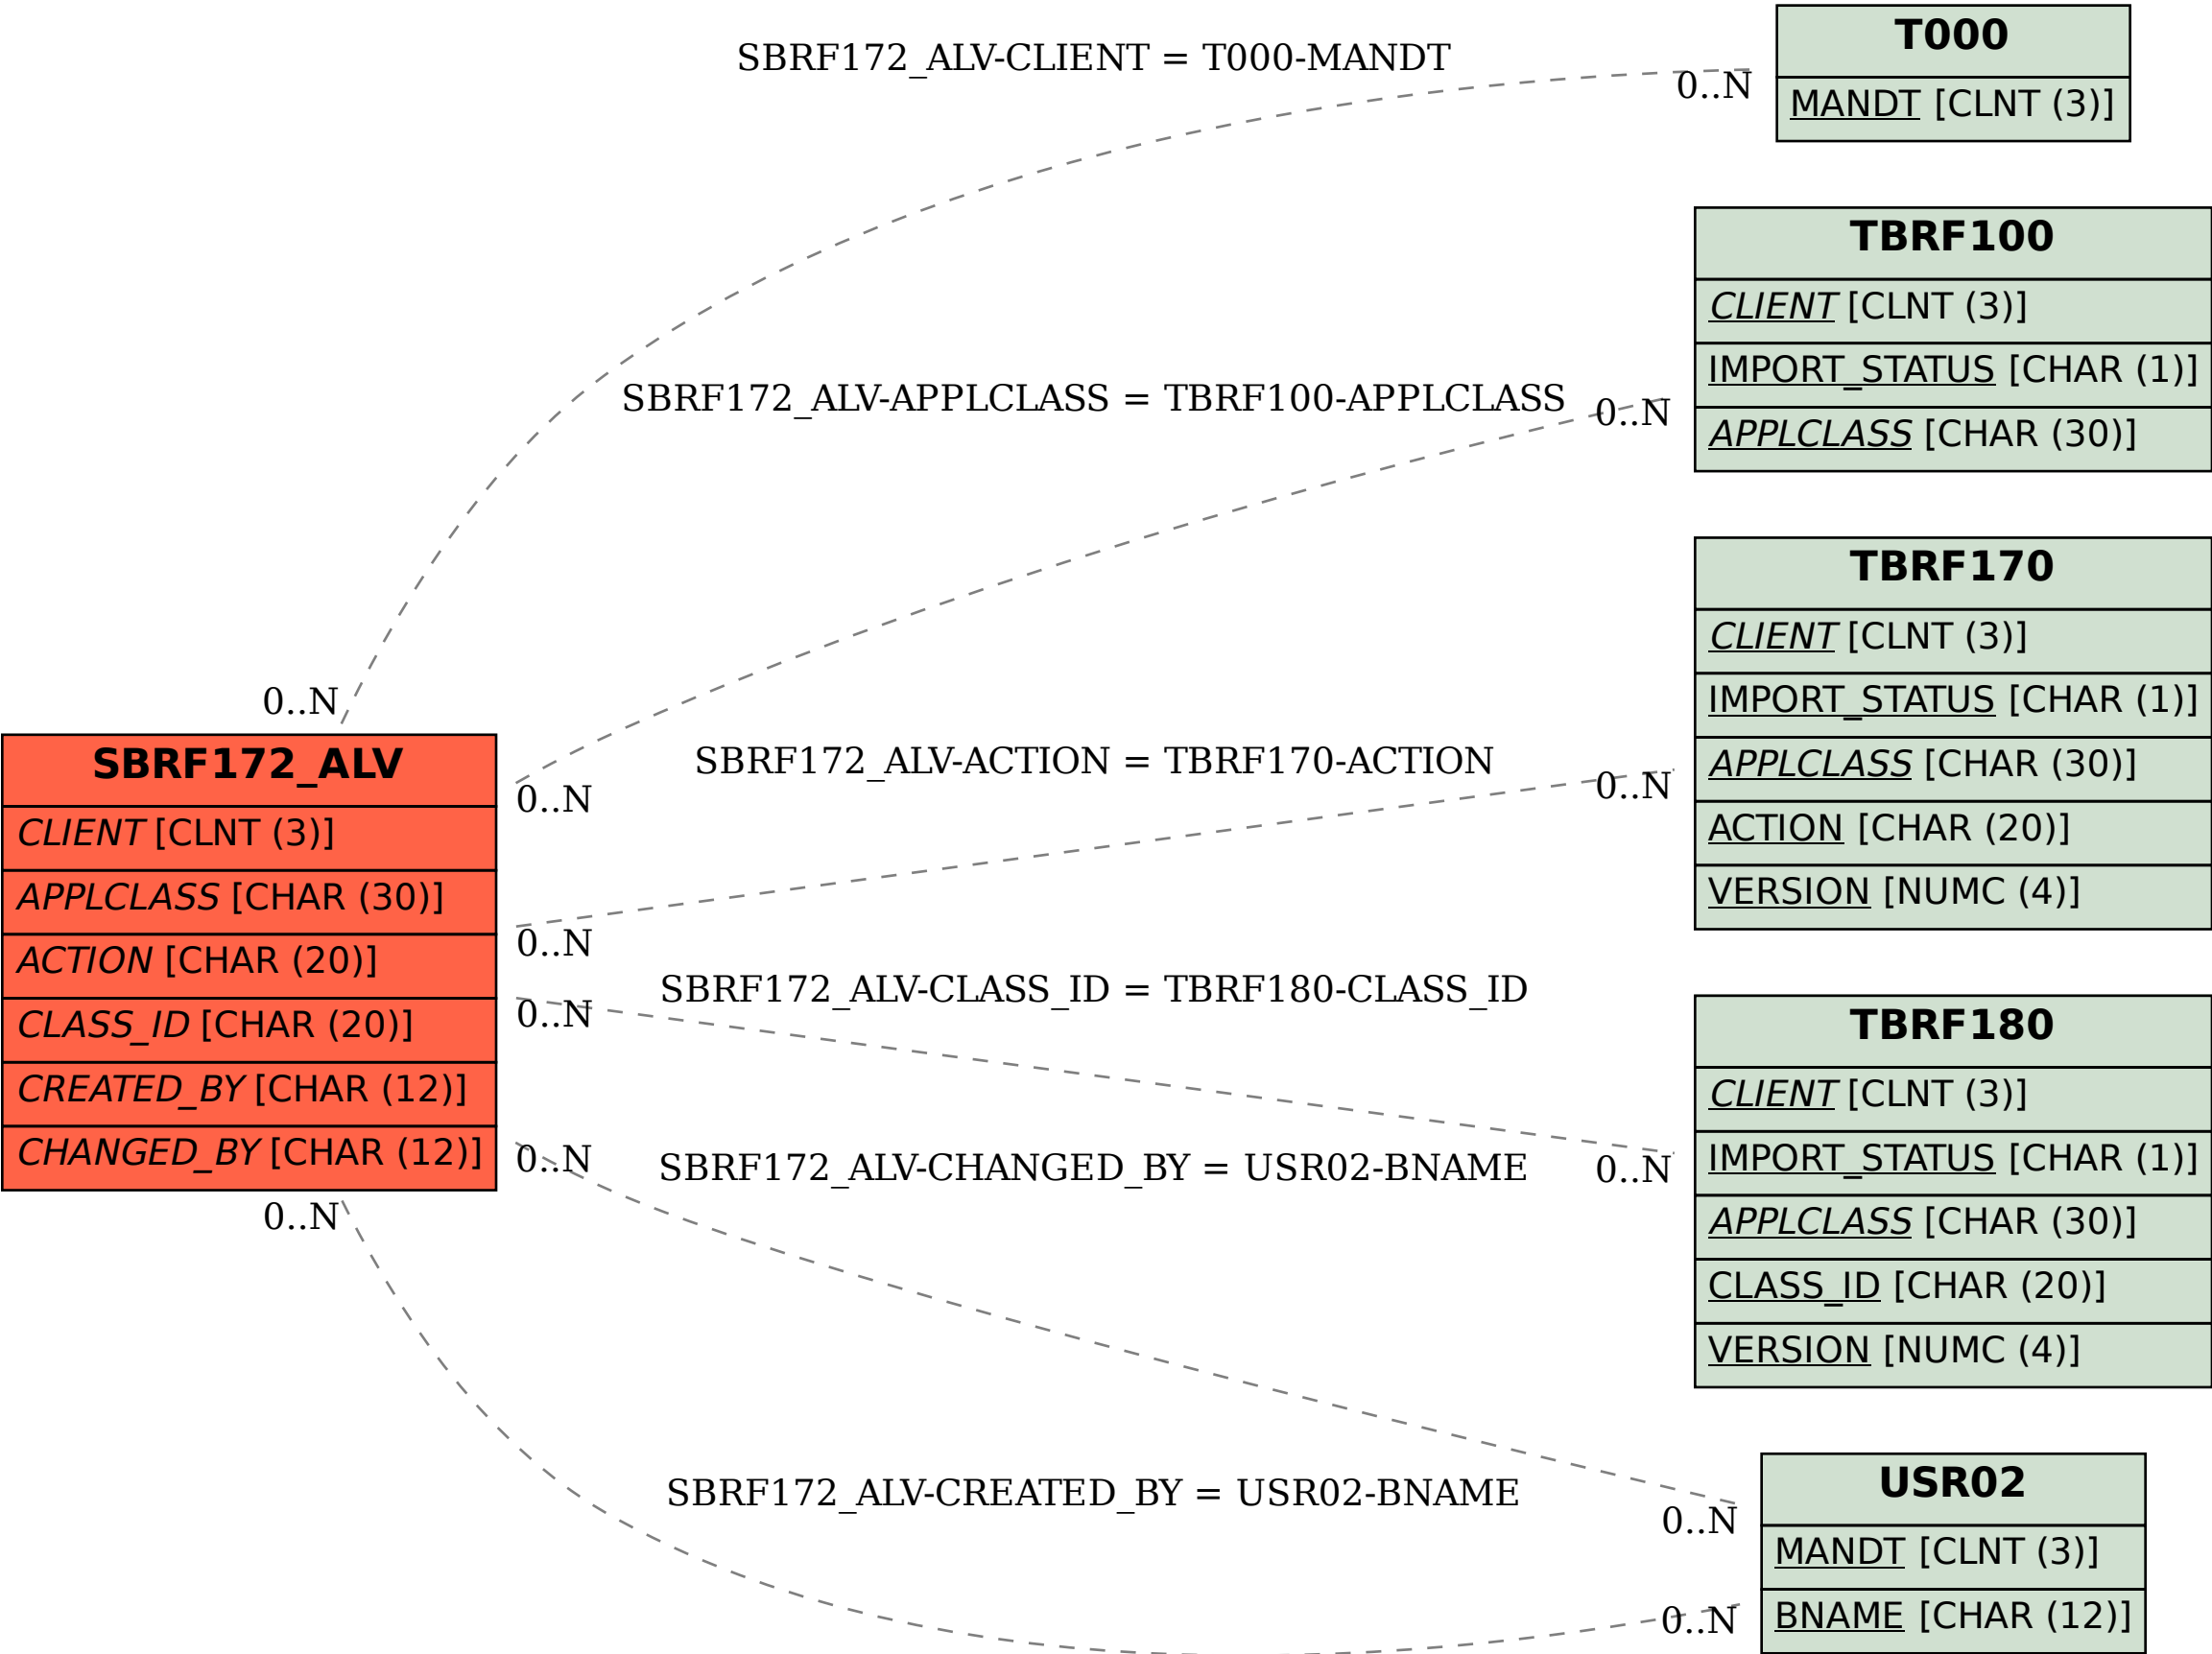 SBRF172_ALV-CLIENT = T000-MANDT
0..N
T000
MANDT [CLNT (3)]
TBRF100
CLIENT [CLNT (3)]
IMPORT_STATUS [CHAR (1)]
APPLCLASS [CHAR (30)]
SBRF172_ALV-APPLCLASS = TBRF100-APPLCLASS
0..N
TBRF170
CLIENT [CLNT (3)]
IMPORT_STATUS [CHAR (1)]
APPLCLASS [CHAR (30)]
ACTION [CHAR (20)]
VERSION [NUMC (4)]
0..N
SBRF172_ALV
CLIENT [CLNT (3)]
APPLCLASS [CHAR (30)]
ACTION [CHAR (20)]
CLASS_ID [CHAR (20)]
CREATED_BY [CHAR (12)]
CHANGED_BY [CHAR (12)]
0..N
SBRF172_ALV-ACTION = TBRF170-ACTION
0..N
0..N
0..N
SBRF172_ALV-CLASS_ID = TBRF180-CLASS_ID
0..N
TBRF180
CLIENT [CLNT (3)]
IMPORT_STATUS [CHAR (1)]
APPLCLASS [CHAR (30)]
CLASS_ID [CHAR (20)]
VERSION [NUMC (4)]
0..N
SBRF172_ALV-CHANGED_BY = USR02-BNAME
0..N
0..N
SBRF172_ALV-CREATED_BY = USR02-BNAME
0..N
USR02
MANDT [CLNT (3)]
BNAME [CHAR (12)]